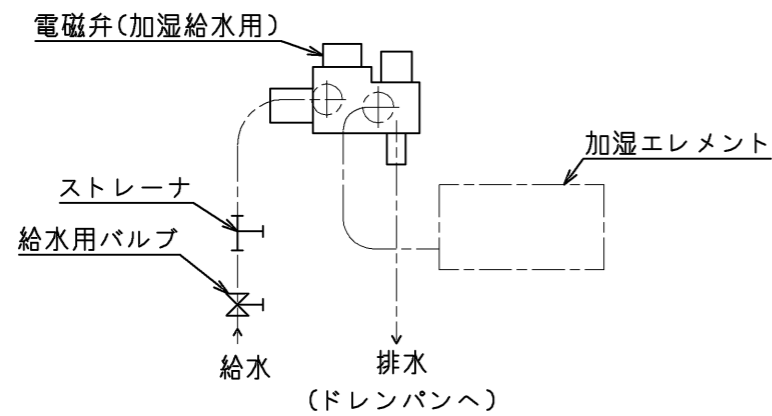 電磁弁(加湿給水用)
加湿エレメント
ストレーナ
給水用バルブ
給水
排水
(ドレンパンへ)